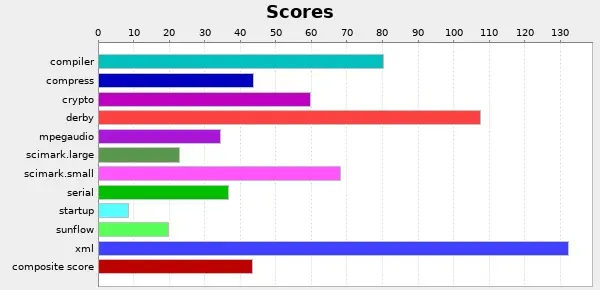 Scores
0 10 20 30 40 50 60 70 80 90 100 110 120 130
compiler
compress
crypto
derby
mpegaudio
scimark.large
scimark.small
serial
startup
sunflow
xml
composite score